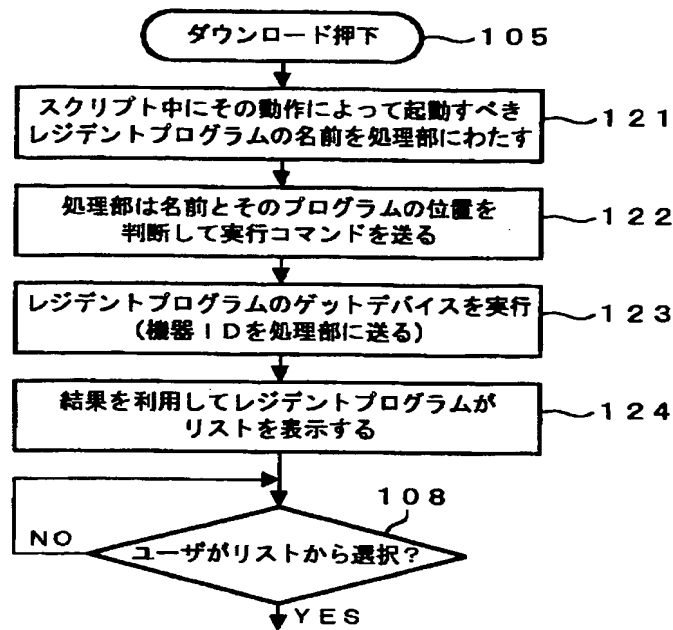 ダウンロード押下
105
スクリプト中にその動作によって起動すべき
レジデントプログラムの名前を処理部にわたす
121
処理部は名前とそのプログラムの位置を
判断して実行コマンドを送る
122
レジデントプログラムのゲットデバイスを実行
(機器IDを処理部に送る)
123
結果を利用してレジデントプログラムが
リストを表示する
124
108
NO
ユーザがリストから選択?
YES